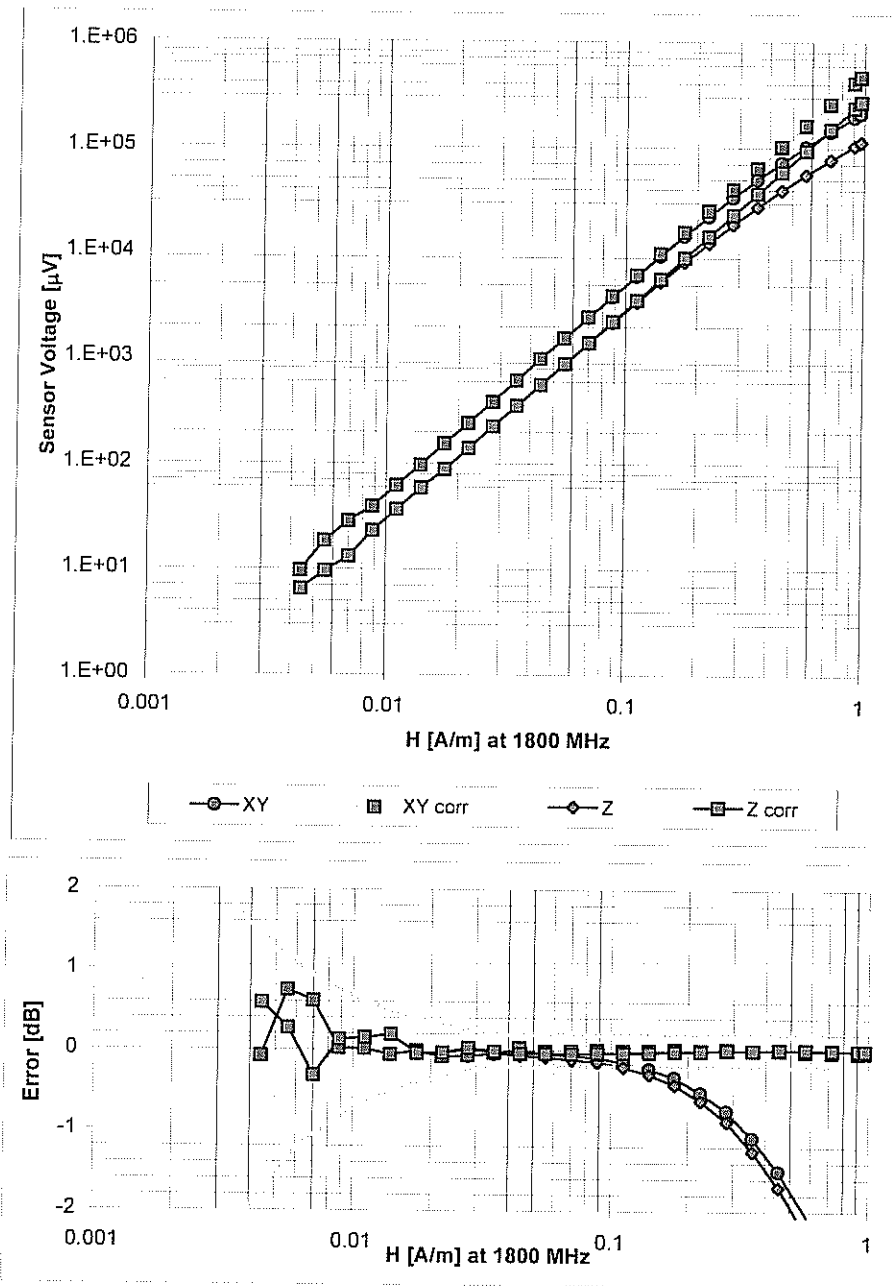 1.E+06
1.E+05
1.E+04
1.E+03
1.E+02
1.E+01
1.E+00
Sensor Voltage [µV]
0.001 0.01 0.1 1
H [A/m] at 1800 MHz
XY XY corr Z Z corr
2
1
0
-1
-2
Error [dB]
0.001 0.01 0.1 1
H [A/m] at 1800 MHz